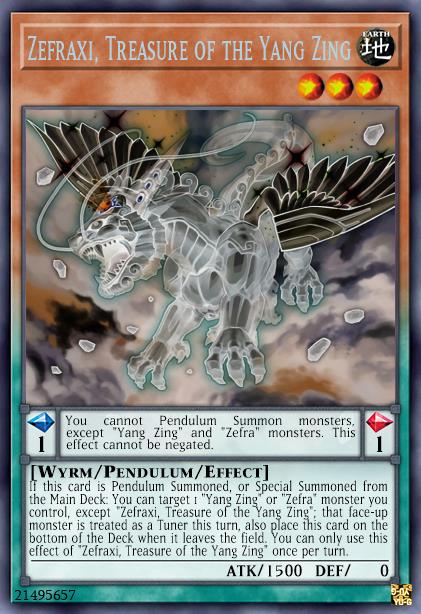 Zefraxi, Treasure of the Yang Zing
EARTH
地
You cannot Pendulum Summon monsters,
except "Yang Zing" and "Zefra" monsters. This
effect cannot be negated.
1
1
[Wyrm/Pendulum/Effect]
If this card is Pendulum Summoned, or Special Summoned from
the Main Deck: You can target 1 "Yang Zing" or "Zefra" monster you
control, except "Zefraxi, Treasure of the Yang Zing"; that face-up
monster is treated as a Tuner this turn, also place this card on the
bottom of the Deck when it leaves the field. You can only use this
effect of "Zefraxi, Treasure of the Yang Zing" once per turn.
ATK/1500 DEF/ 0
21495657